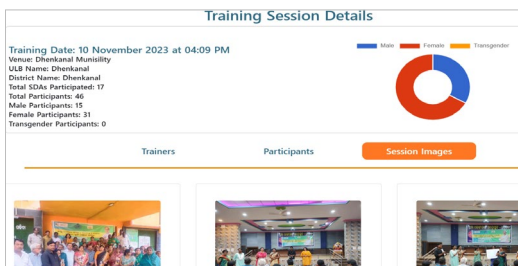 Training Session Details
Male Female Transgender
Training Date: 10 November 2023 at 04:09 PM
Venue: Dhenkanal Munisility
ULB Name: Dhenkanal
District Name: Dhenkanal
Total SDAs Participated: 17
Total Participants: 46
Male Participants: 15
Female Participants: 31
Transgender Participants: 0
Trainers Participants Session Images